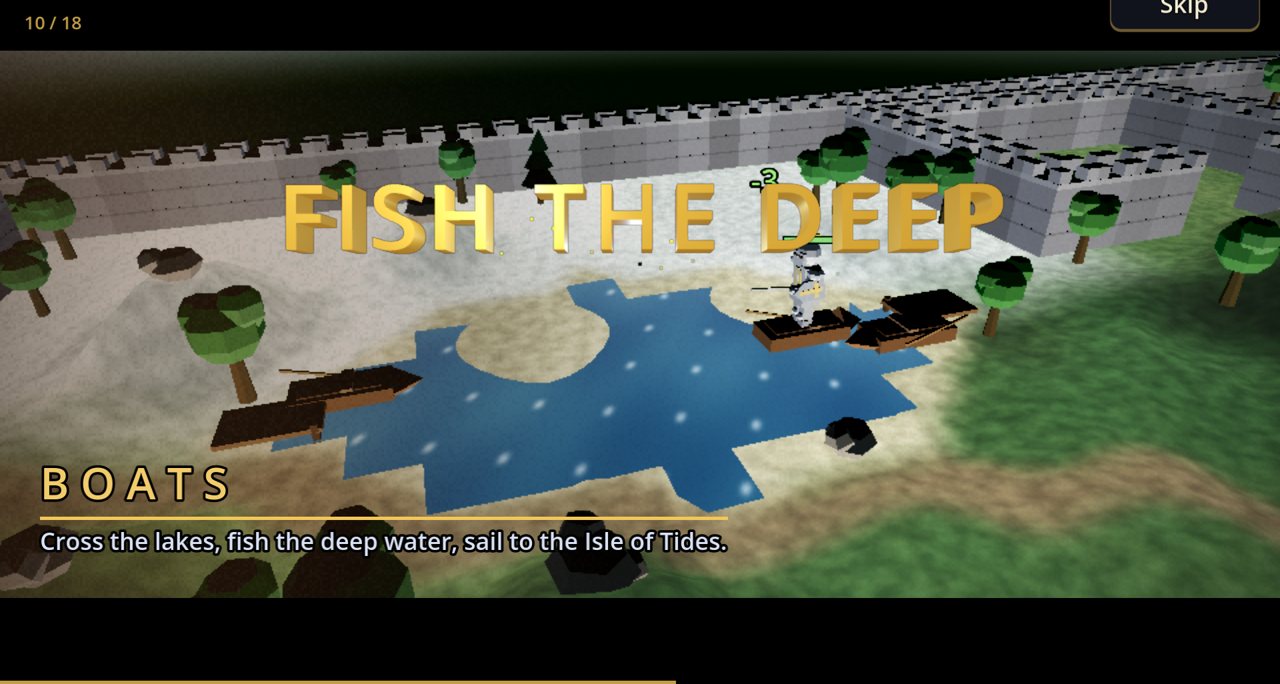 10 / 18
Skip
-3
FISH THE DEEP
BOATS
Cross the lakes, fish the deep water, sail to the Isle of Tides.